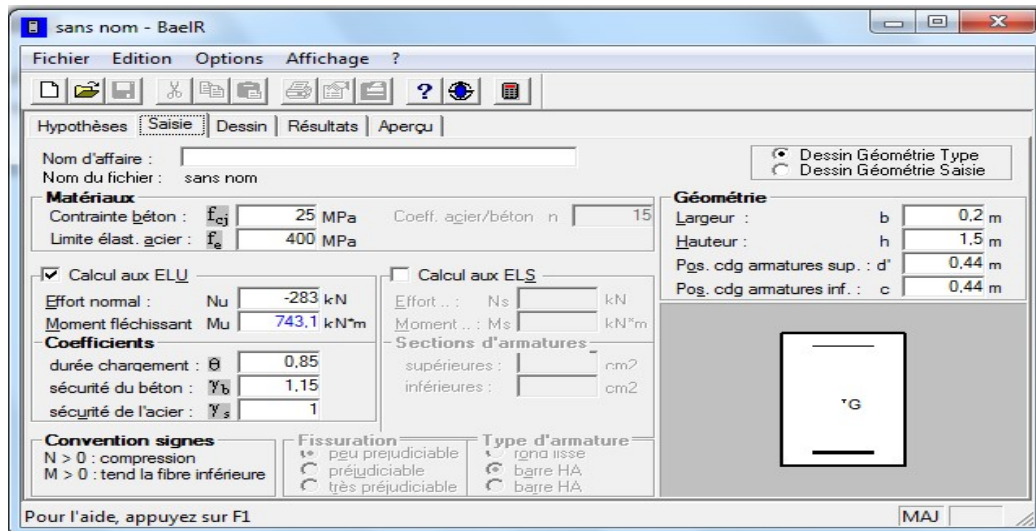 sans nom - BaelR
Fichier Edition Options Affichage ?
Hypothèses Saisie Dessin Résultats Aperçu
Nom d'affaire :
Nom du fichier : sans nom
Dessin Géométrie Type
Dessin Géométrie Saisie
Matériaux
Contrainte béton : fcj 25 MPa Coeff. acier/béton n 15
Limite élast. acier : fe 400 MPa
Géométrie
Largeur : b 0,2 m
Hauteur : h 1,5 m
Pos. cdg armatures sup. : d' 0,44 m
Pos. cdg armatures inf. : c 0,44 m
Calcul aux ELU
Effort normal : Nu -283 kN
Moment fléchissant Mu 743,1 kN*m
Coefficients
durée chargement : θ 0,85
sécurité du béton : γb 1,15
sécurité de l'acier : γs 1
Calcul aux ELS
Effort .. : Ns kN
Moment .. : Ms kN*m
Sections d'armatures
supérieures : cm2
inférieures : cm2
Convention signes
N > 0 : compression
M > 0 : tend la fibre inférieure
Fissuration
peu préjudiciable
préjudiciable
très préjudiciable
Type d'armature
rond lisse
barre HA
barre HA
G
Pour l'aide, appuyez sur F1
MAJ